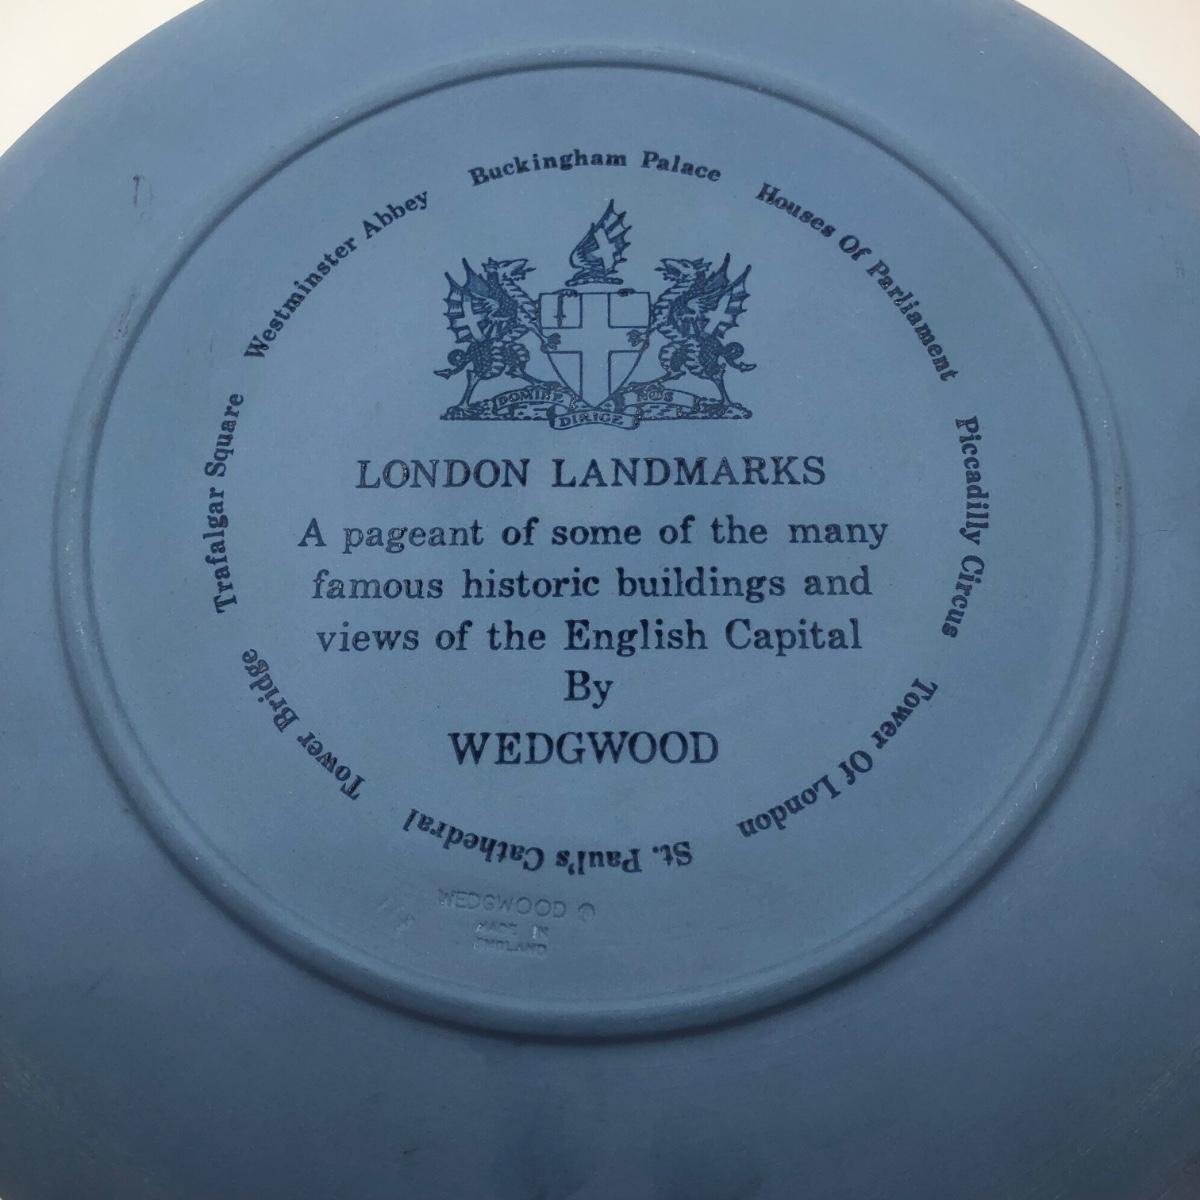 Buckingham Palace
Houses Of Parliament
Piccadilly Circus
Tower Of London
St. Paul's Cathedral
Tower Bridge
Trafalgar Square
Westminster Abbey
DOMINE NOS
DIRIGE
LONDON LANDMARKS
A pageant of some of the many
famous historic buildings and
views of the English Capital
By
WEDGWOOD
WEDGWOOD
MADE IN
ENGLAND